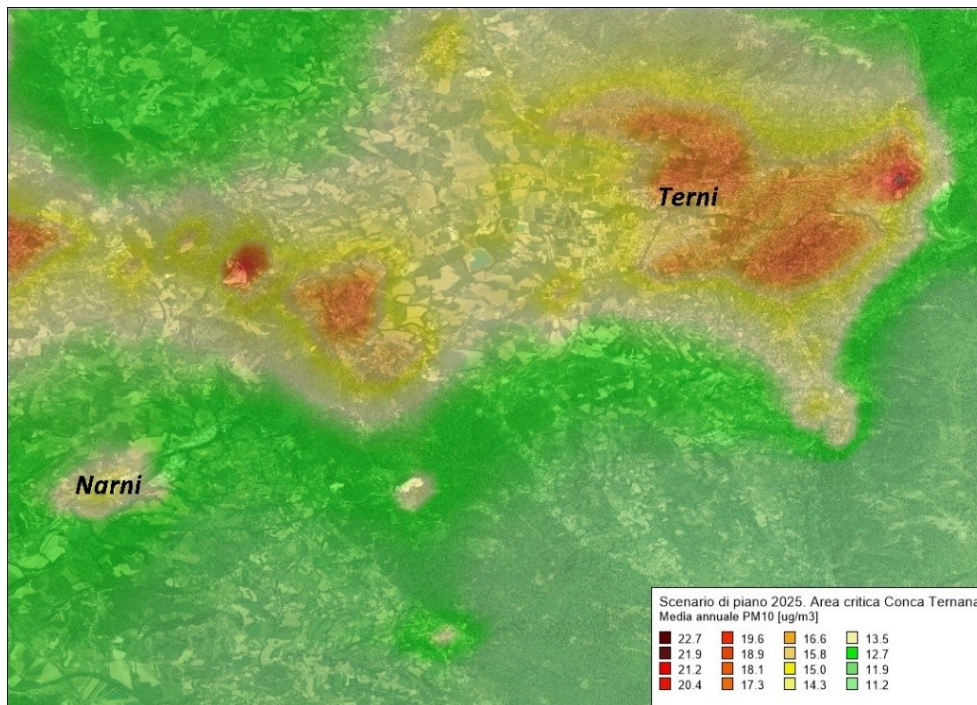 Terni
Narni
Scenario di piano 2025. Area critica Conca Ternana
Media annuale PM10 [ug/m3]
22.7 19.6 16.6 13.5
21.9 18.9 15.8 12.7
21.2 18.1 15.0 11.9
20.4 17.3 14.3 11.2